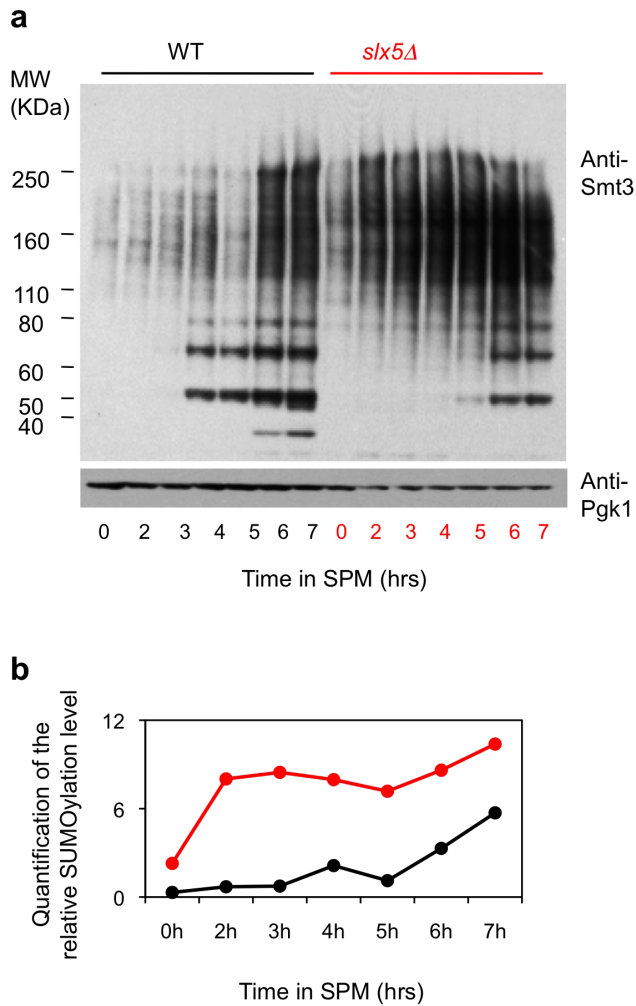 a
WT
slx5Δ
MW
(KDa)
250
160
110
80
60
50
40
Anti-
Smt3
Anti-
Pgk1
0 2 3 4 5 6 7 0 2 3 4 5 6 7
Time in SPM (hrs)
b
Quantification of the
relative SUMOylation level
12
6
0
0h 2h 3h 4h 5h 6h 7h
Time in SPM (hrs)